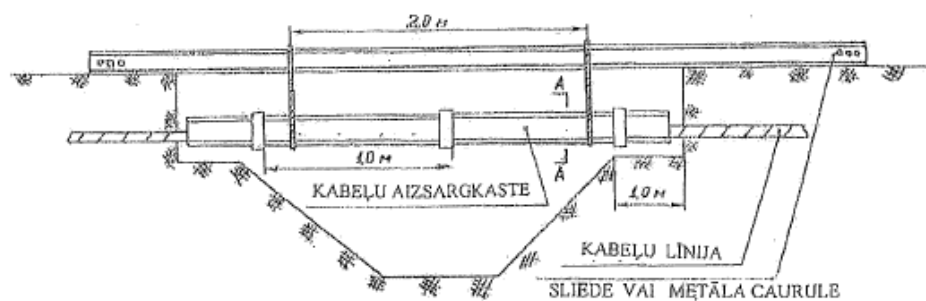 2,0 м
A
1,0 м
A
KABEĻU AIZSARGKASTE
1,0 м
KABEĻU LĪNIJA
SLIEDE VAI METĀLA CAURULE